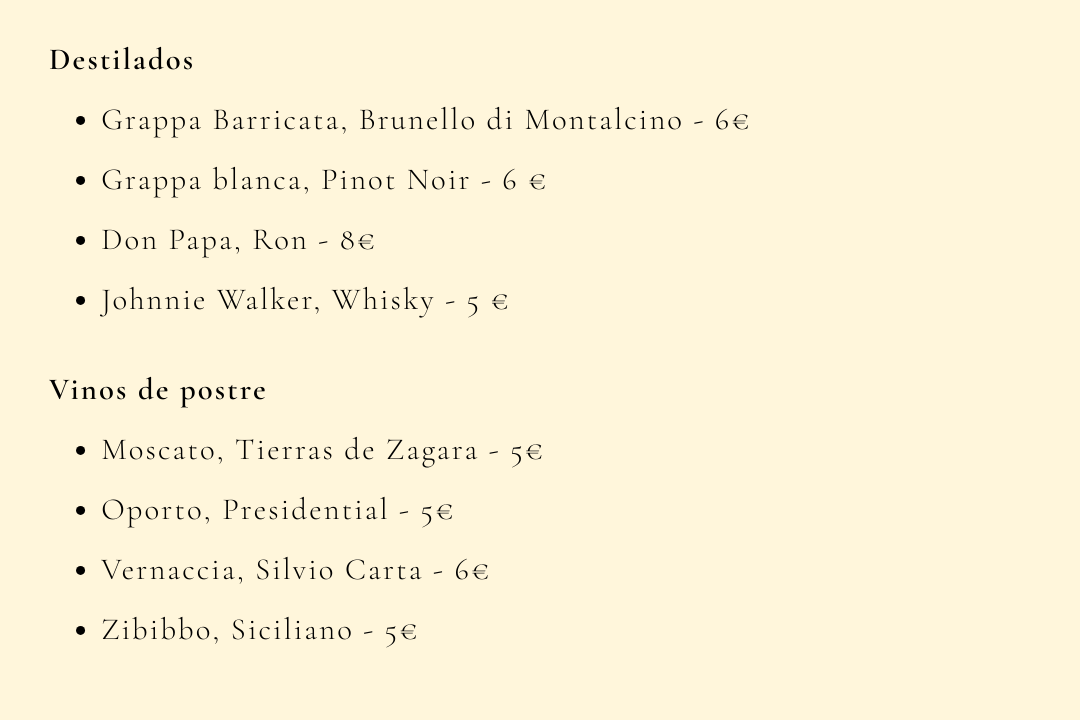 Destilados
• Grappa Barricata, Brunello di Montalcino - 6€
• Grappa blanca, Pinot Noir - 6 €
• Don Papa, Ron - 8€
• Johnnie Walker, Whisky - 5 €
Vinos de postre
• Moscato, Tierras de Zagara - 5€
• Oporto, Presidential - 5€
• Vernaccia, Silvio Carta - 6€
• Zibibbo, Siciliano - 5€